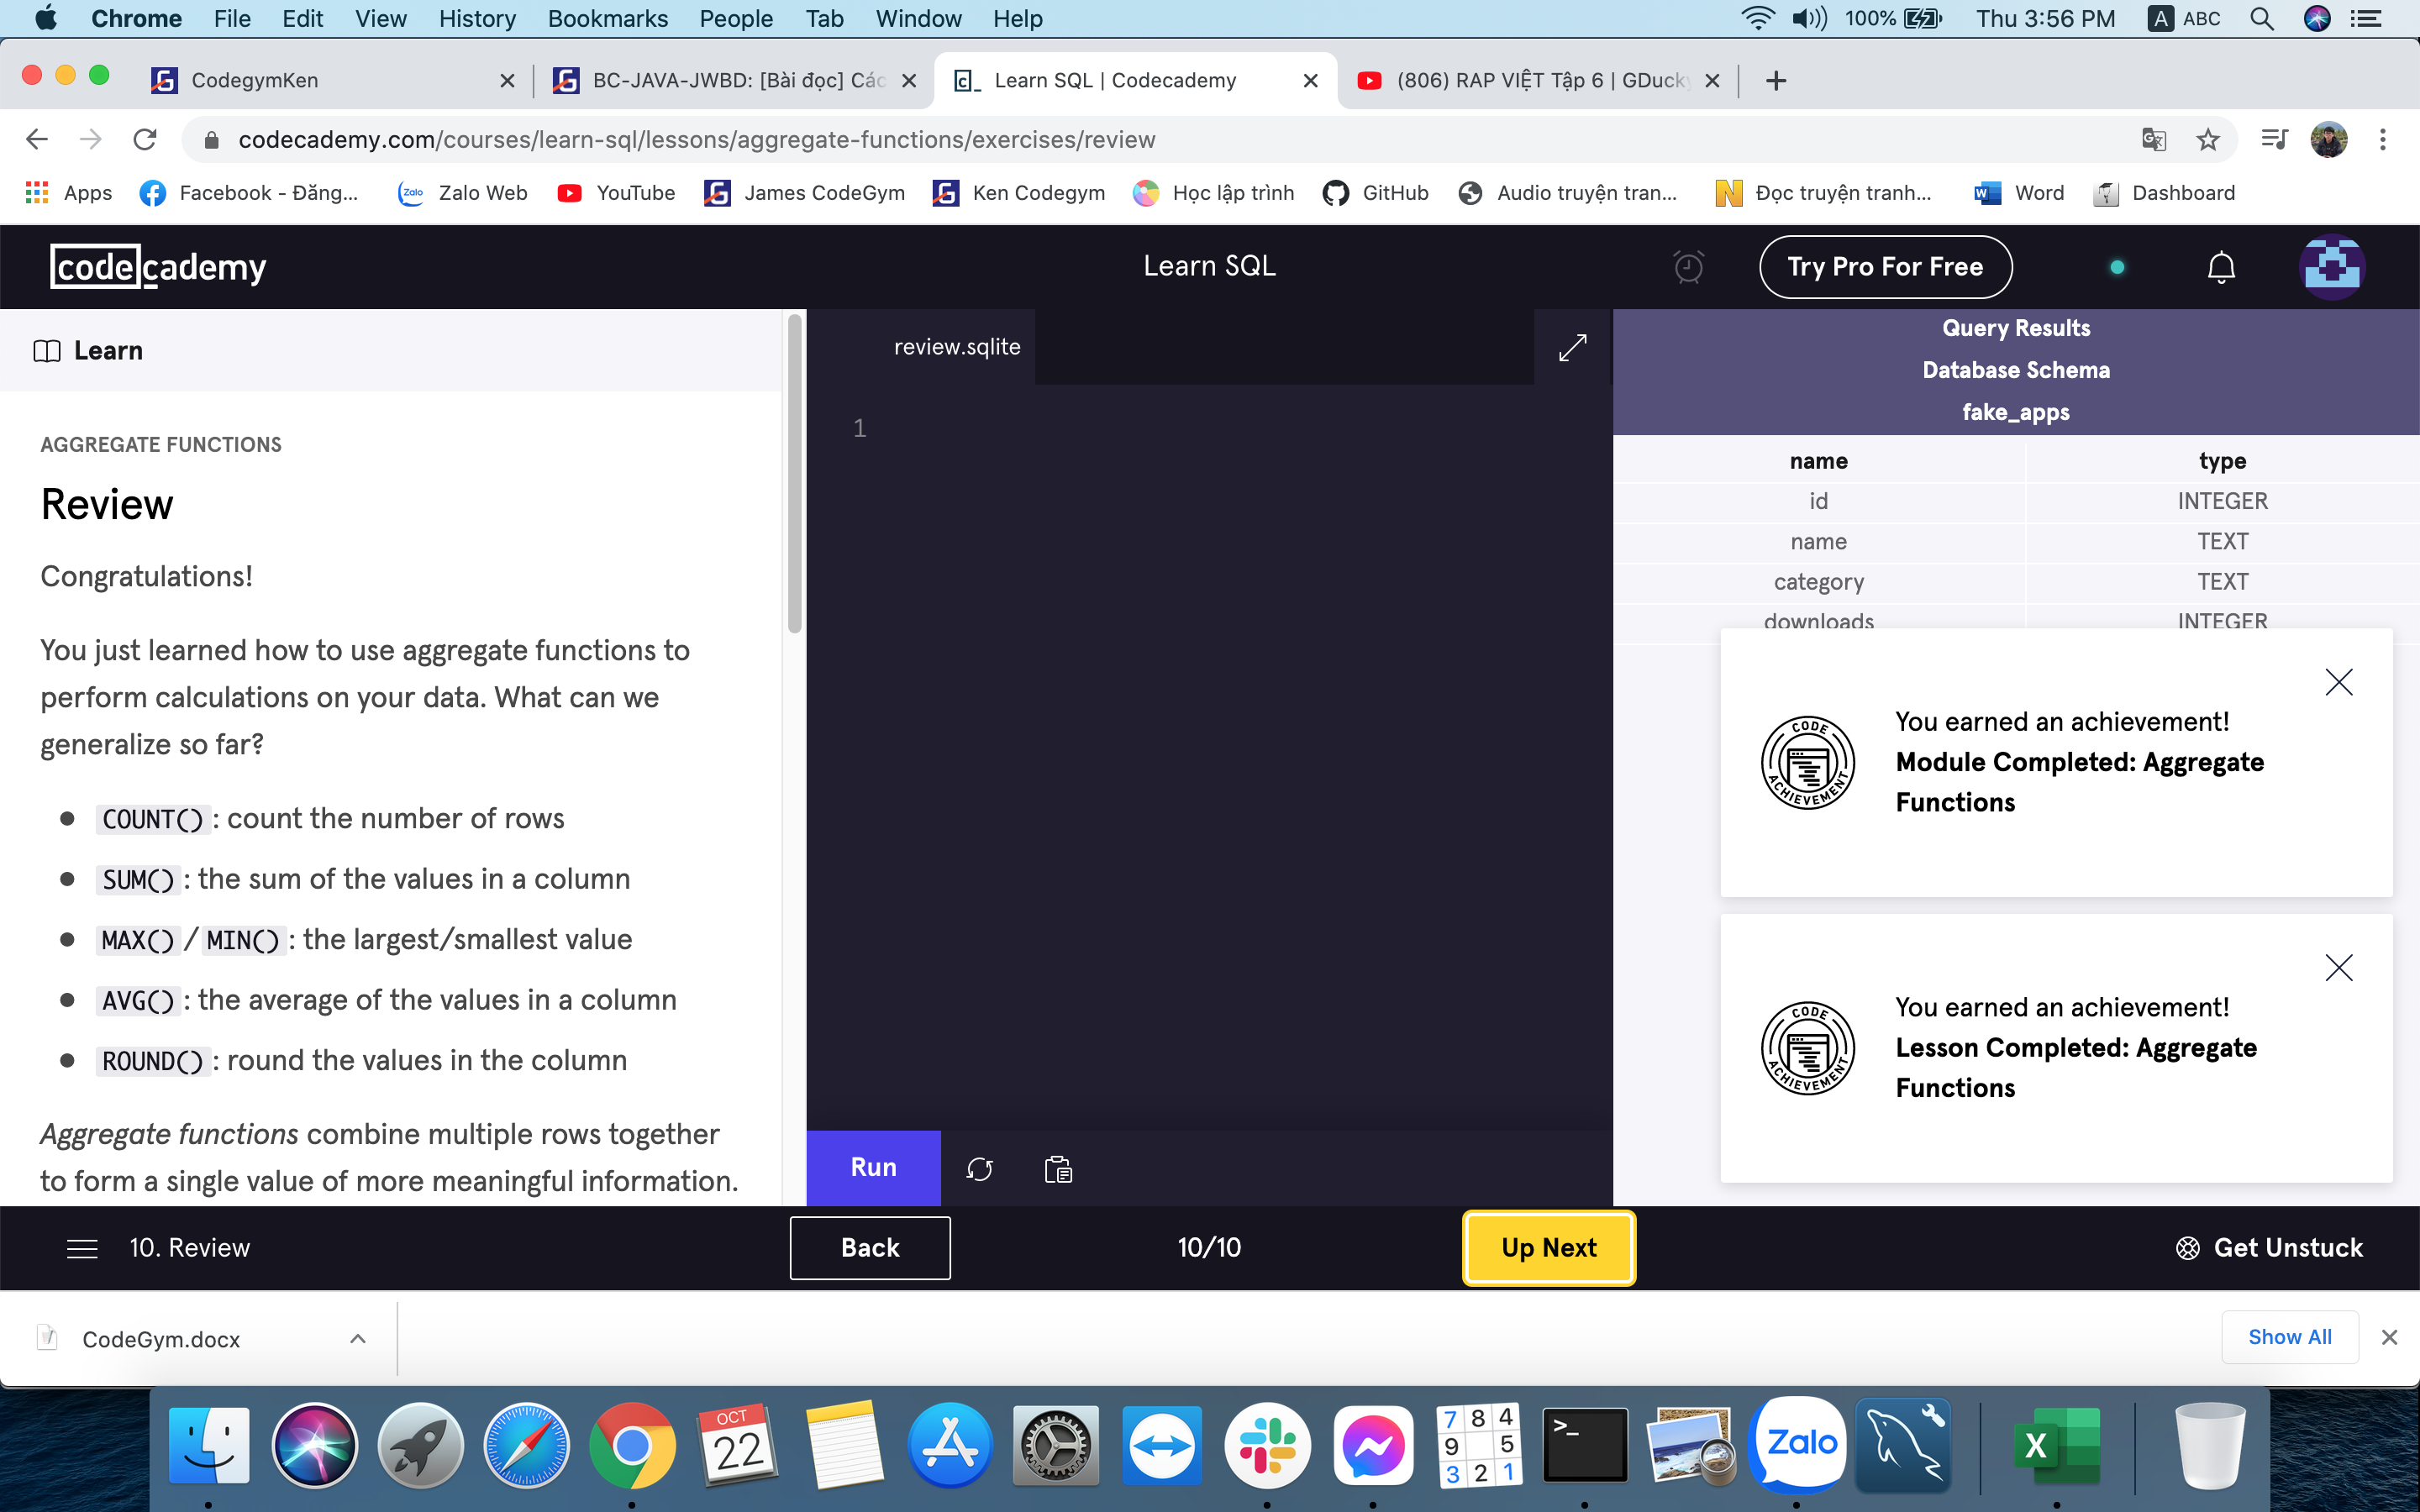 Chrome File Edit View History Bookmarks People Tab Window Help 100% Thu 3:56 PM A ABC
CodegymKen BC-JAVA-JWBD: [Bài đọc] Các Learn SQL | Codecademy (806) RAP VIỆT Tập 6 | GDucky
codecademy.com/courses/learn-sql/lessons/aggregate-functions/exercises/review
Apps Facebook - Đăng... Zalo Web YouTube James CodeGym Ken Codegym Học lập trình GitHub Audio truyện tran... Đọc truyện tranh... Word Dashboard
codecademy Learn SQL Try Pro For Free
Learn
review.sqlite
Query Results
Database Schema
fake_apps
name type
id INTEGER
name TEXT
category TEXT
downloads INTEGER
1
AGGREGATE FUNCTIONS
Review
Congratulations!
You just learned how to use aggregate functions to
perform calculations on your data. What can we
generalize so far?
COUNT() : count the number of rows
SUM() : the sum of the values in a column
MAX() / MIN() : the largest/smallest value
AVG() : the average of the values in a column
ROUND() : round the values in the column
Aggregate functions combine multiple rows together
to form a single value of more meaningful information.
You earned an achievement!
Module Completed: Aggregate
Functions
CODE ACHIEVEMENT
You earned an achievement!
Lesson Completed: Aggregate
Functions
CODE ACHIEVEMENT
Run
10. Review Back 10/10 Up Next Get Unstuck
CodeGym.docx Show All
OCT
22
7 8 4
9 5
3 2 1
>_
Zalo
X